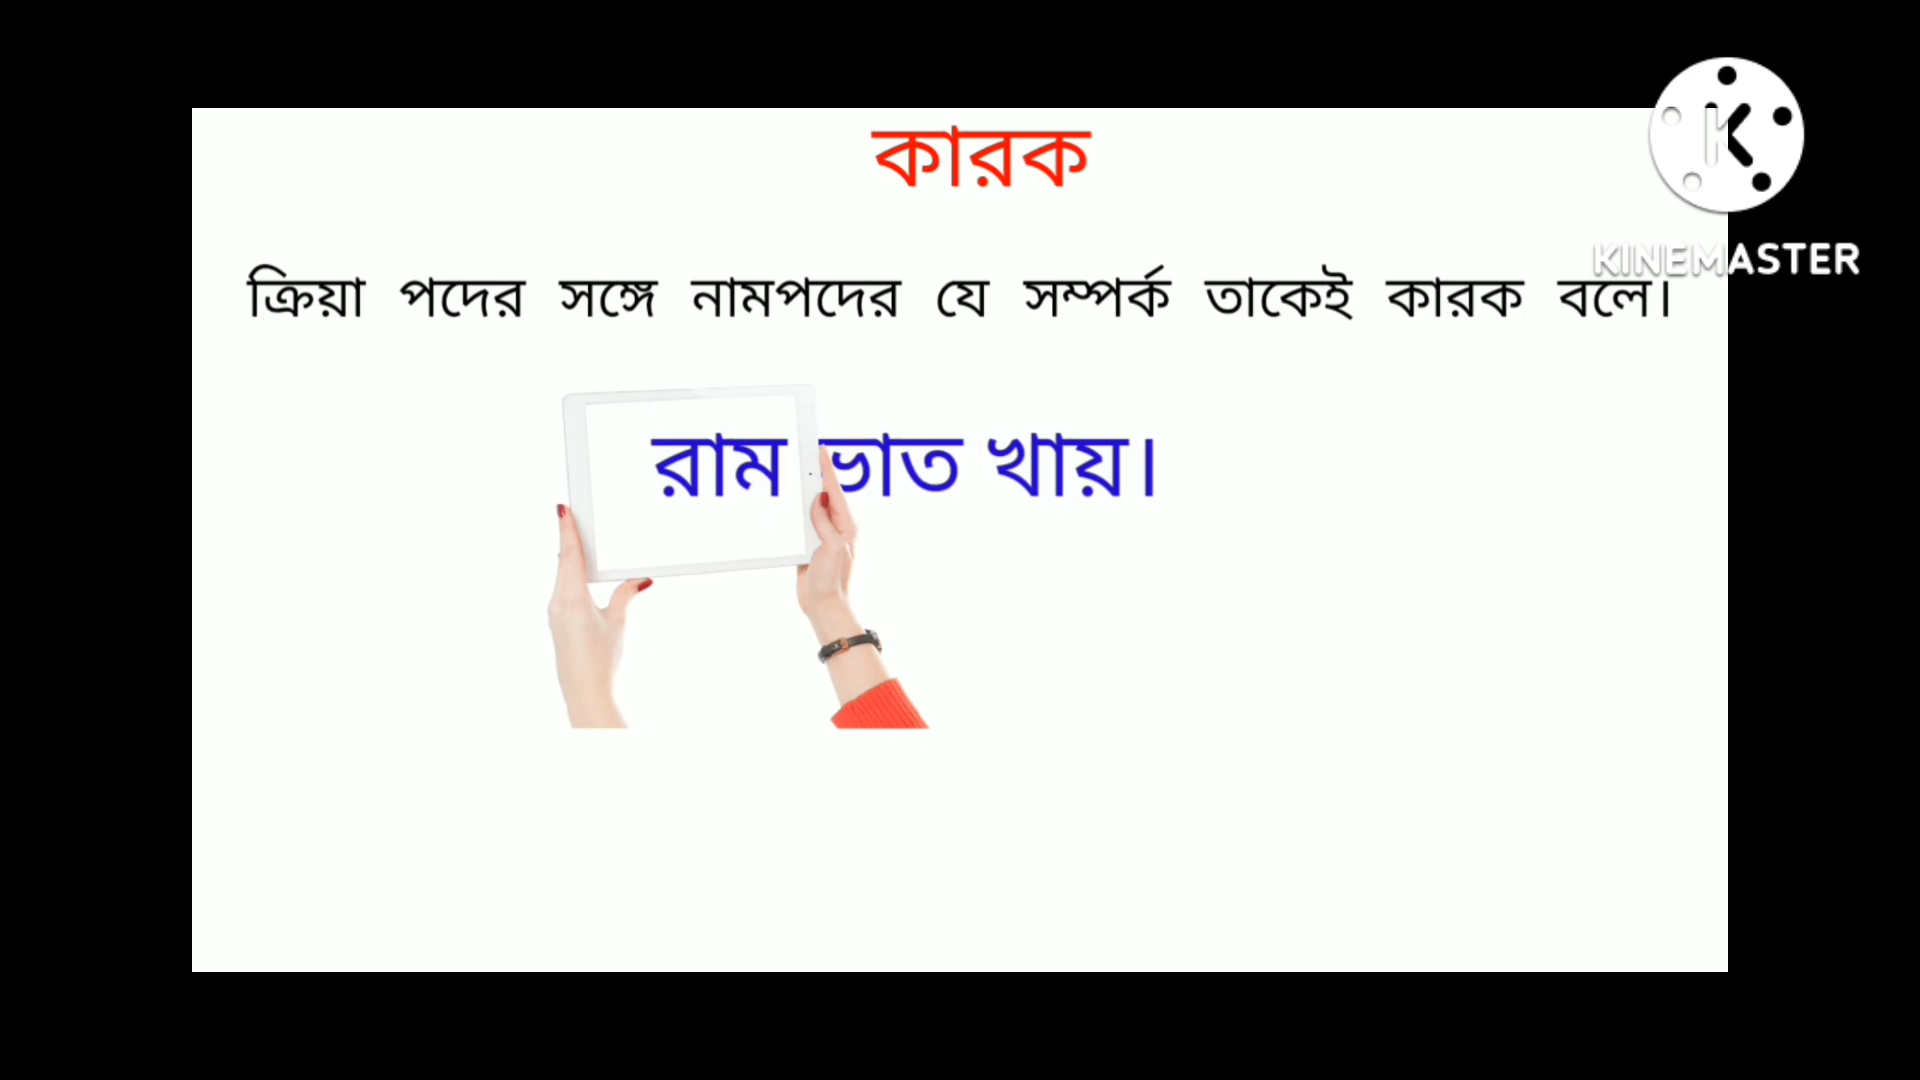 কারক
KINEMASTER
ক্রিয়া পদের সঙ্গে নামপদের যে সম্পর্ক তাকেই কারক বলে।
রাম ভাত খায়।